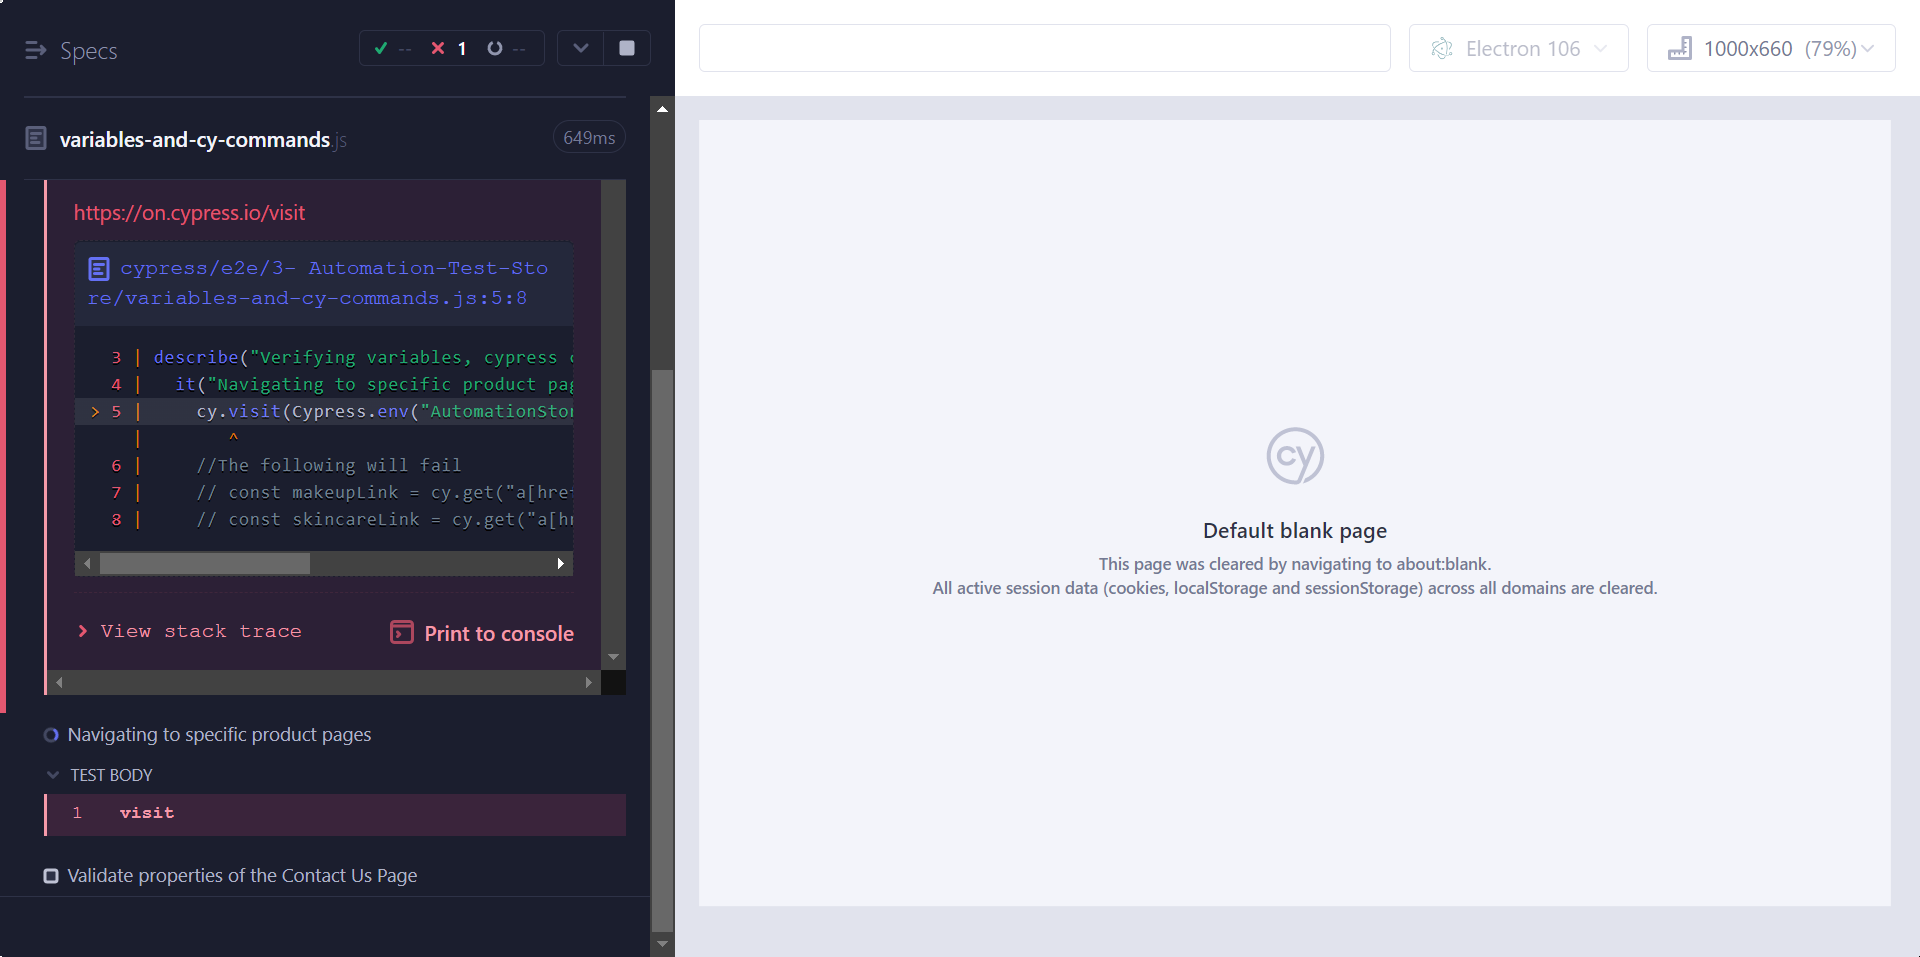 Specs
-- 1 --
variables-and-cy-commands.js
649ms
https://on.cypress.io/visit
cypress/e2e/3- Automation-Test-Sto
re/variables-and-cy-commands.js:5:8
3 | describe("Verifying variables, cypress c
4 | it("Navigating to specific product pag
> 5 | cy.visit(Cypress.env("AutomationStor
| ^
6 | //The following will fail
7 | // const makeupLink = cy.get("a[href
8 | // const skincareLink = cy.get("a[hr
View stack trace
Print to console
Navigating to specific product pages
TEST BODY
1 visit
Validate properties of the Contact Us Page
Electron 106
1000x660 (79%)
cy
Default blank page
This page was cleared by navigating to about:blank.
All active session data (cookies, localStorage and sessionStorage) across all domains are cleared.